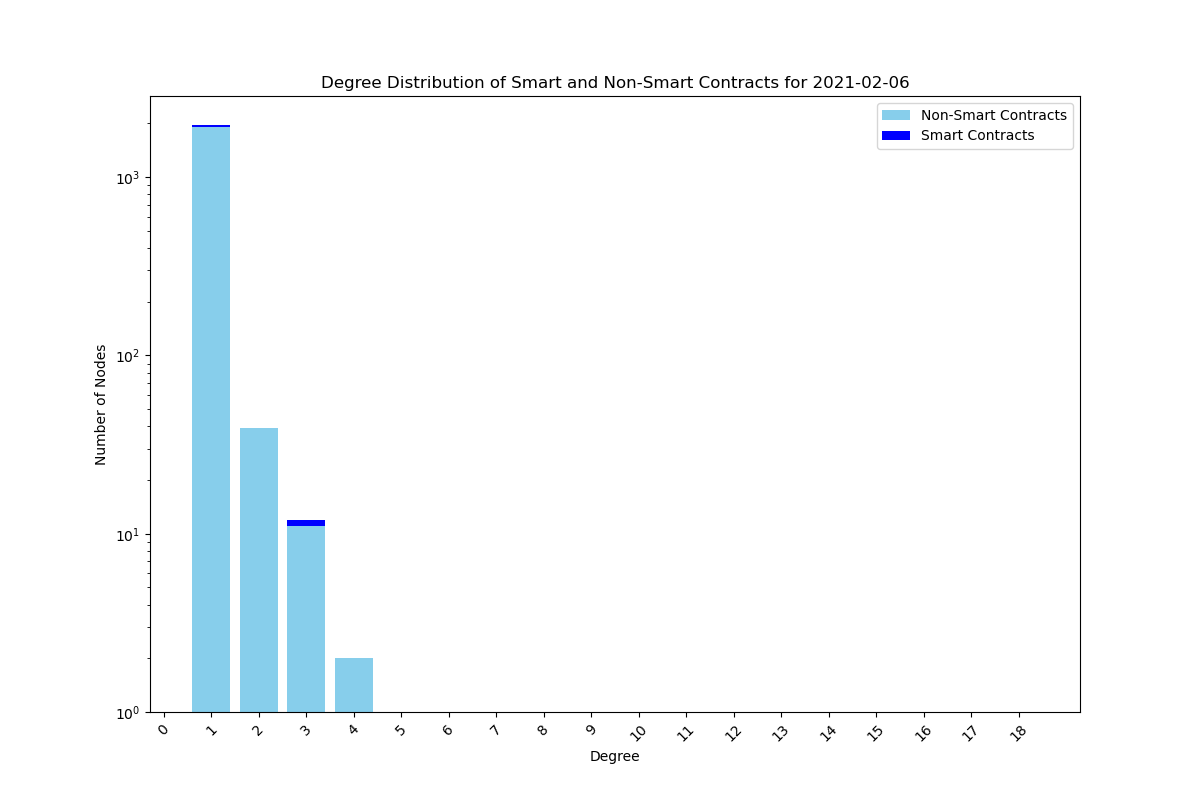 Degree Distribution of Smart and Non-Smart Contracts for 2021-02-06
Non-Smart Contracts
Smart Contracts
Number of Nodes
10³
10²
10¹
10⁰
0 1 2 3 4 5 6 7 8 9 10 11 12 13 14 15 16 17 18
Degree